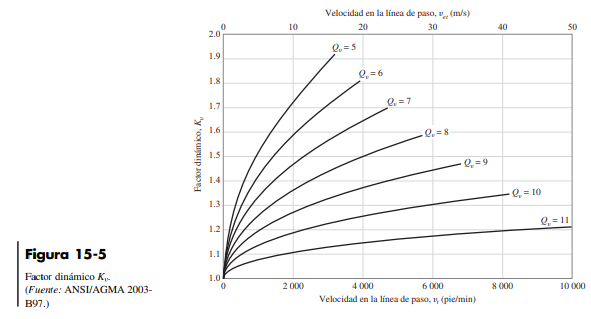 Velocidad en la línea de paso, v_et (m/s)
0 10 20 30 40 50
2.0
1.9
1.8
1.7
1.6
1.5
1.4
1.3
1.2
1.1
1.0
Factor dinámico, K_v
Q_v = 5
Q_v = 6
Q_v = 7
Q_v = 8
Q_v = 9
Q_v = 10
Q_v = 11
0 2 000 4 000 6 000 8 000 10 000
Velocidad en la línea de paso, v_t (pie/min)
Figura 15-5
Factor dinámico K_v.
(Fuente: ANSI/AGMA 2003-
B97.)